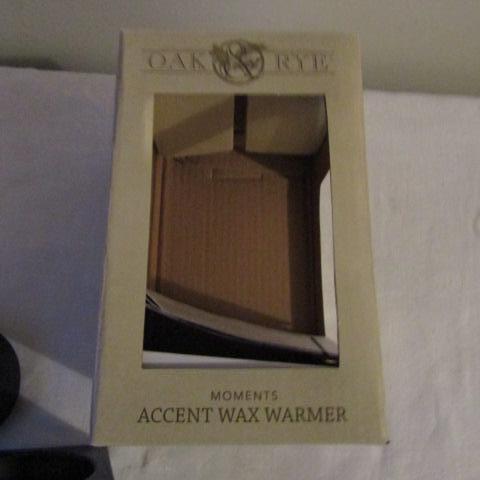 OAK & RYE
MOMENTS
ACCENT WAX WARMER